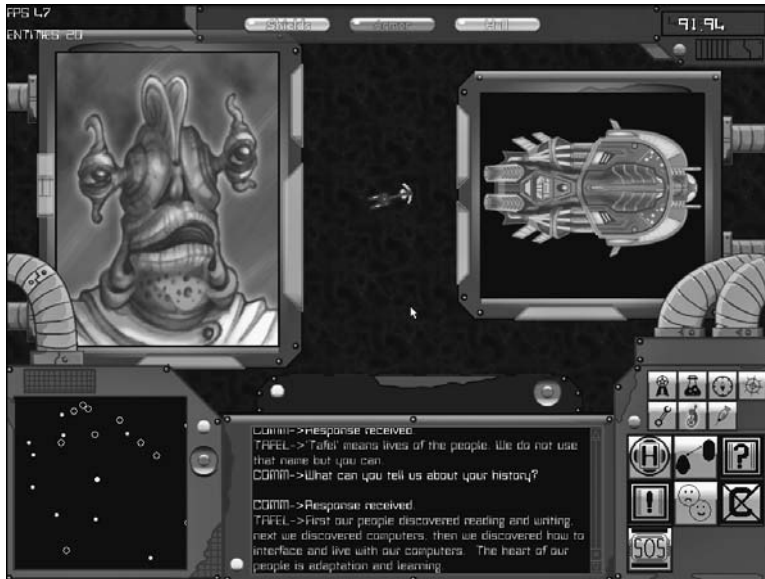 FPS 47
ENTITIES 20
Shields
Armor
Hull
91,94
COMM->Response received.
TAFEL->'Tafel' means lives of the people. We do not use
that name but you can.
COMM->What can you tell us about your history?
COMM->Response received.
TAFEL->First our people discovered reading and writing,
next we discovered computers, then we discovered how to
interface and live with our computers.  The heart of our
people is adaptation and learning.
H
?
!
C
SOS